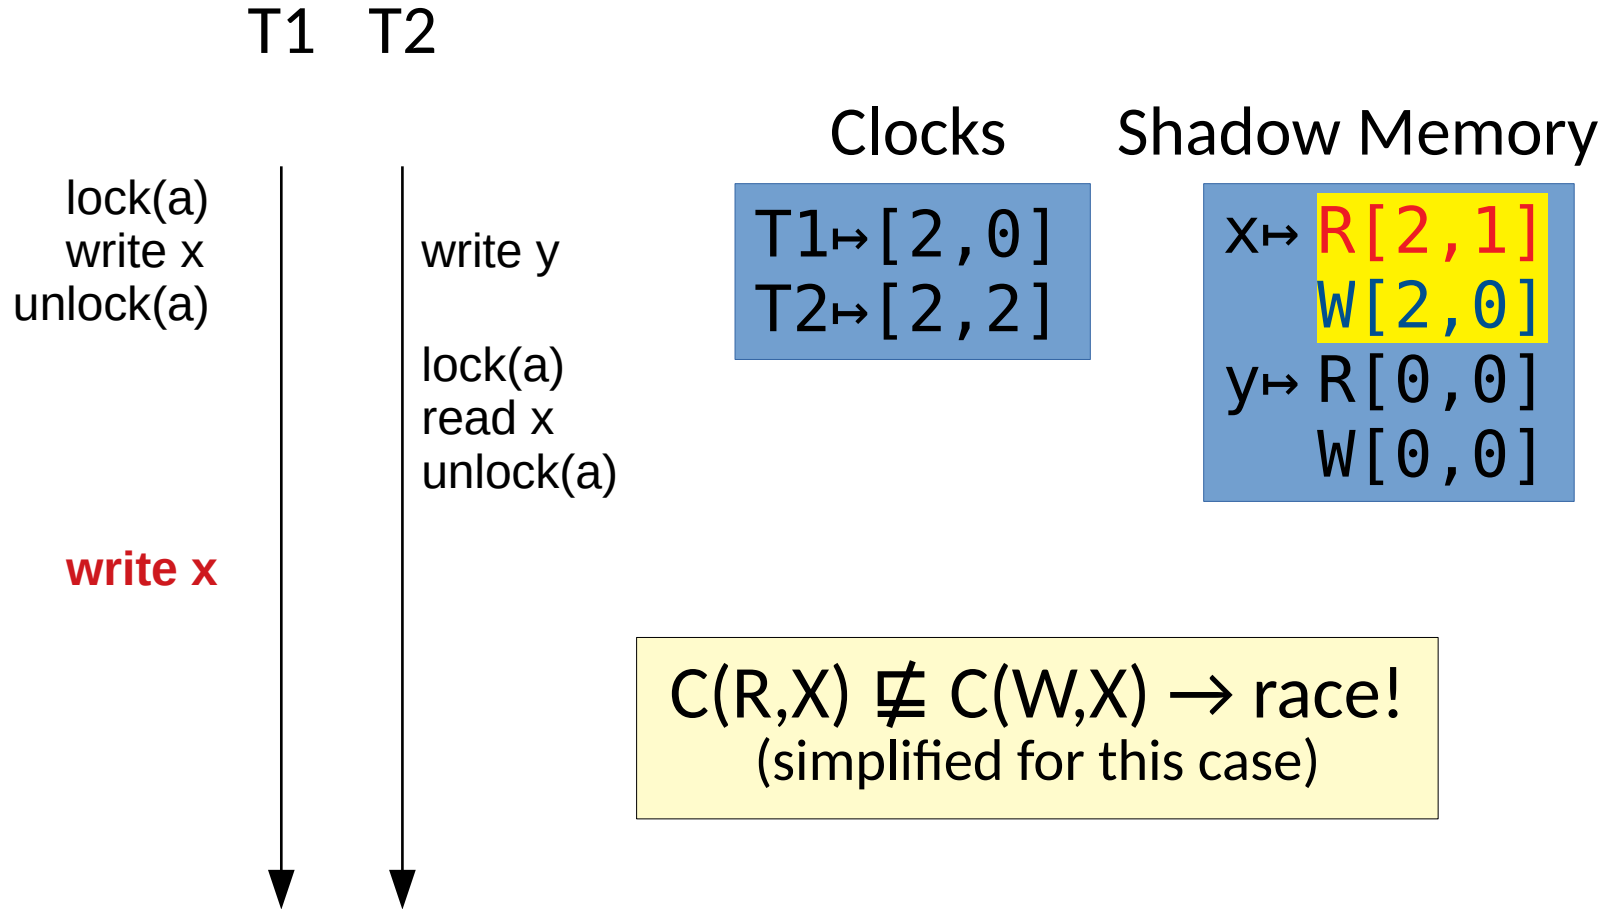 T1 T2
lock(a)
write x
unlock(a)
write y
lock(a)
read x
unlock(a)
write x
Clocks
T1↦[2,0]
T2↦[2,2]
Shadow Memory
x↦ R[2,1]
W[2,0]
y↦ R[0,0]
W[0,0]
C(R,X) ⋢ C(W,X) → race!
(simplified for this case)